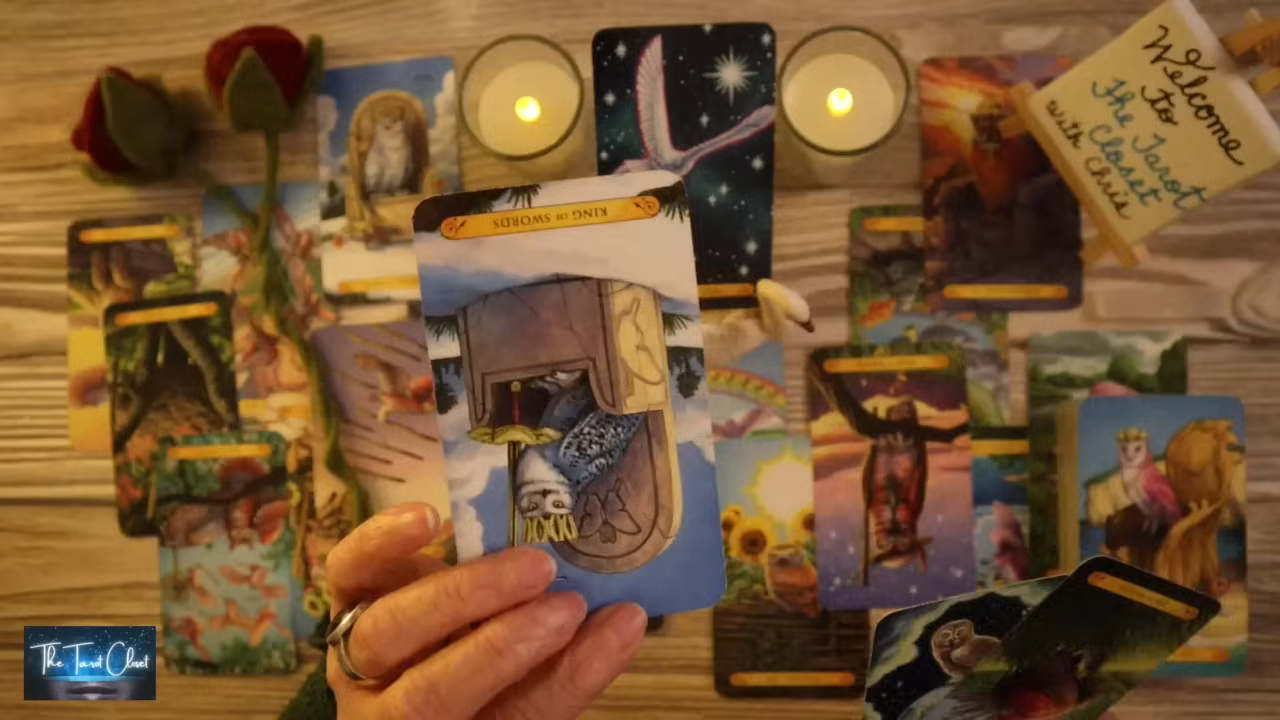 KING OF SWORDS
Welcome
to
The Tarot
Closet
with Chris
The Tarot Closet